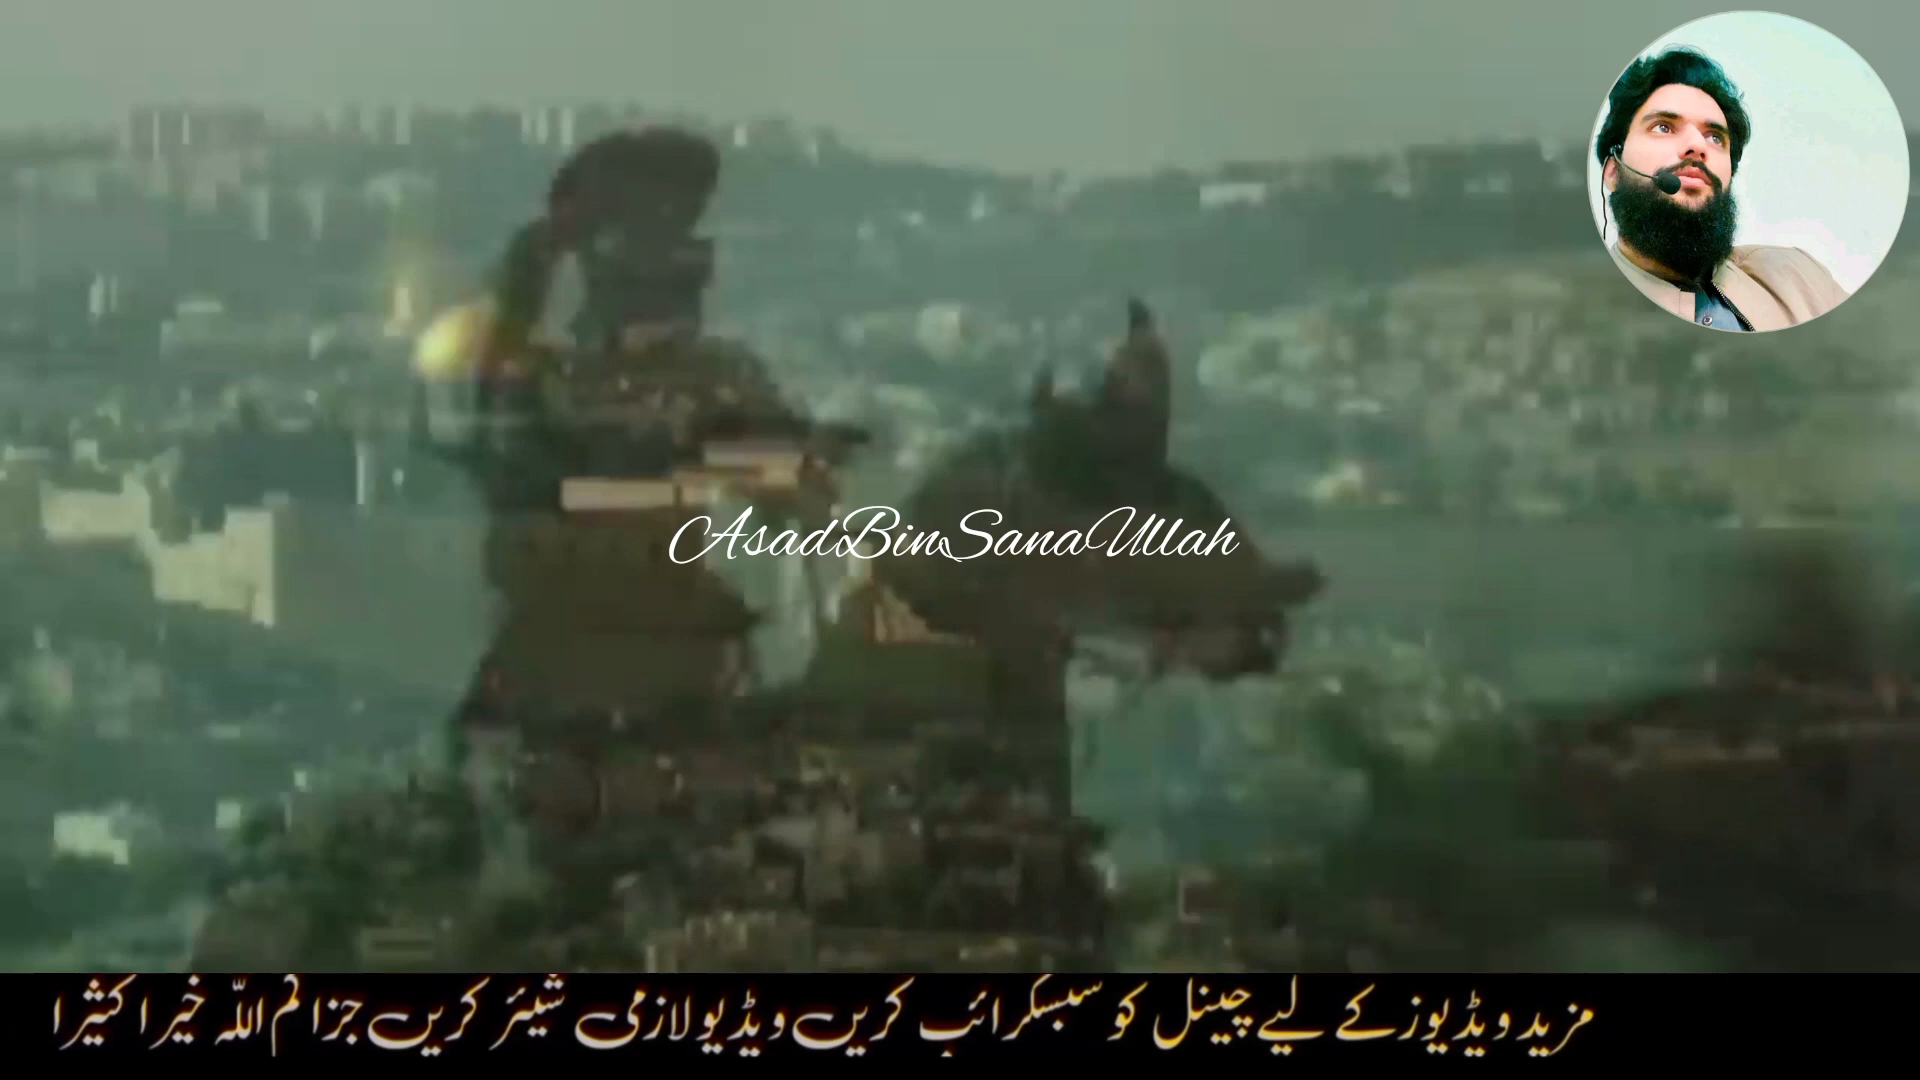 AsadBinSanaUllah
مزید ویڈیوز کے لیے چینل کو سبسکرائب کریں ویڈیو لازمی شیئر کریں جزاکم اللہ خیرا کثیرا